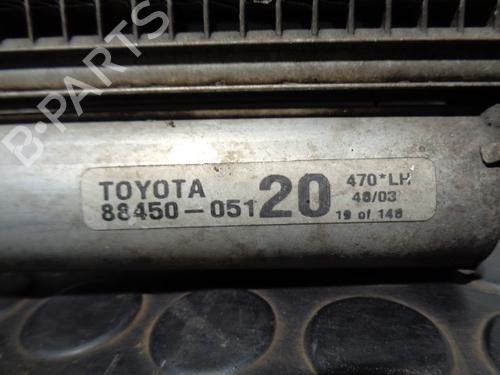 B-PARTS
TOYOTA
88450-05120
470*LH
48/03
19 of 148